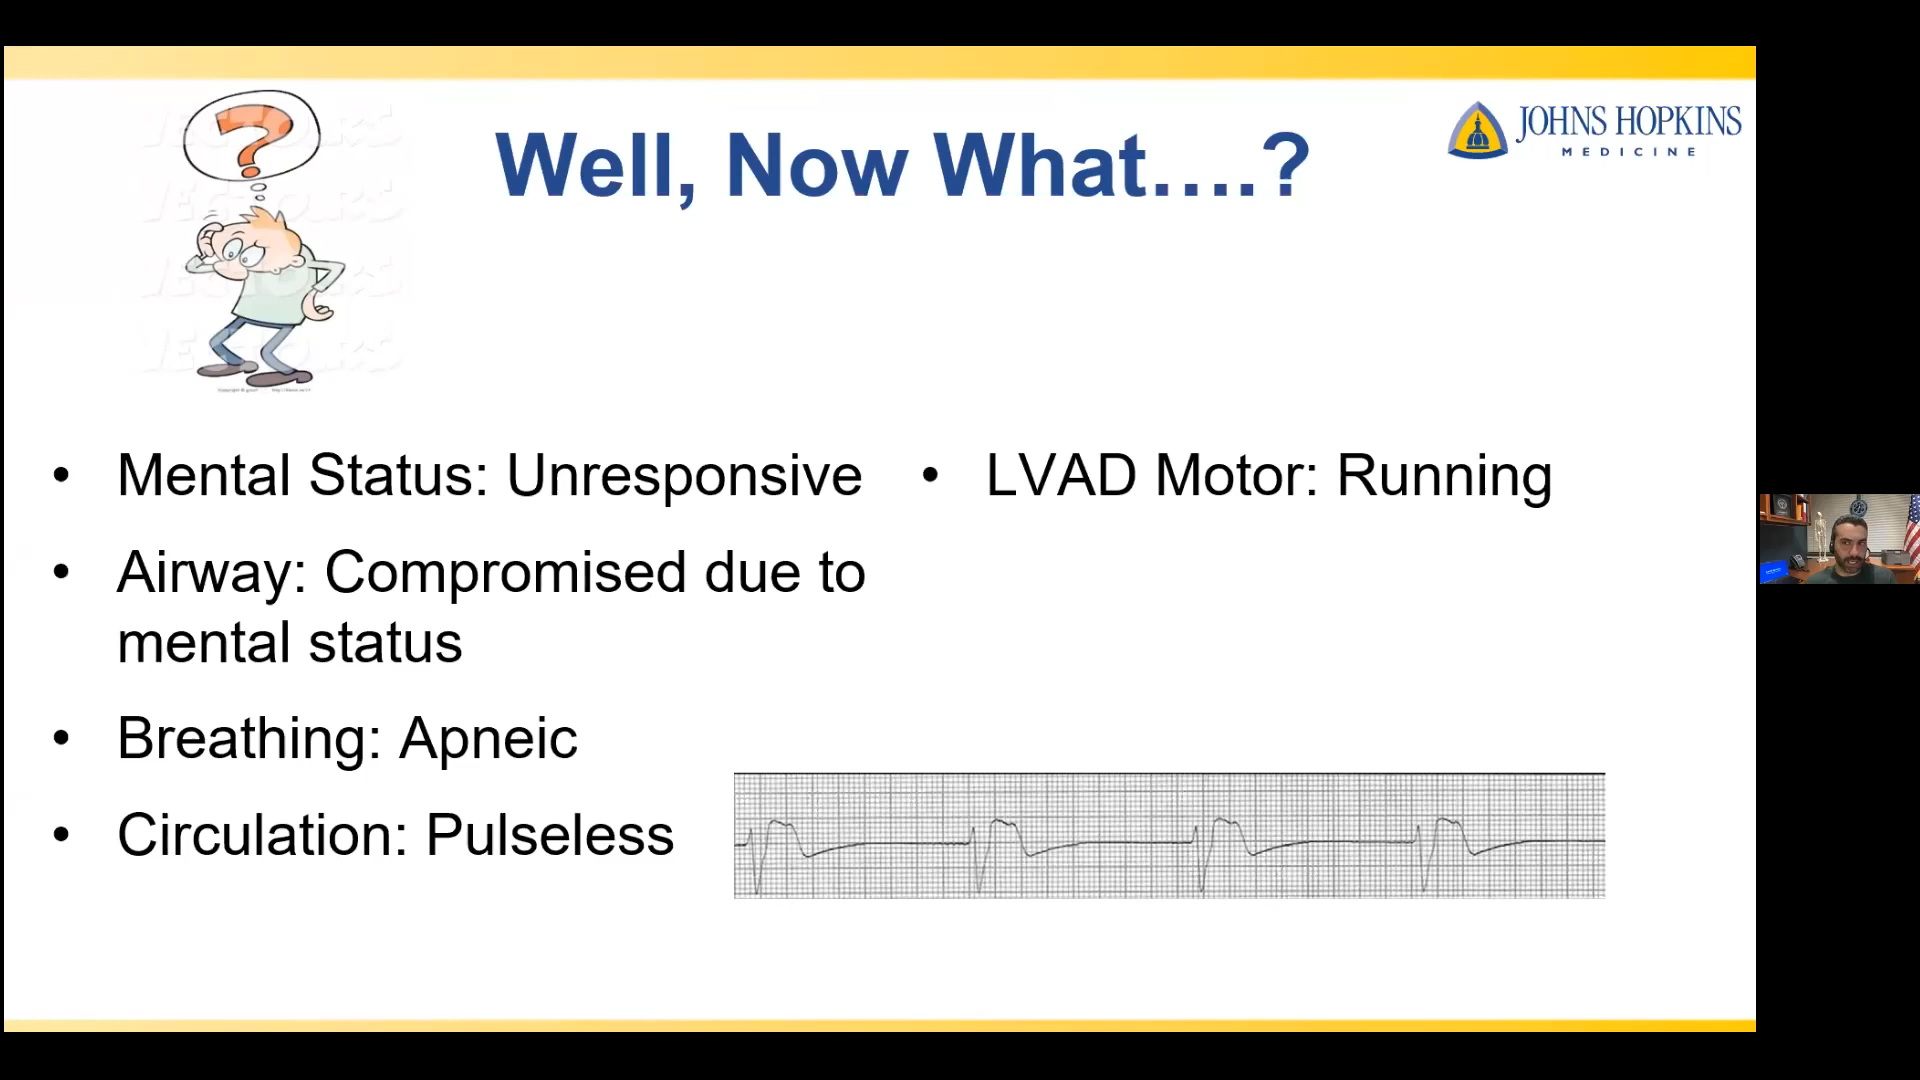 Well, Now What....?
JOHNS HOPKINS
MEDICINE
• Mental Status: Unresponsive
• Airway: Compromised due to
mental status
• Breathing: Apneic
• Circulation: Pulseless
• LVAD Motor: Running